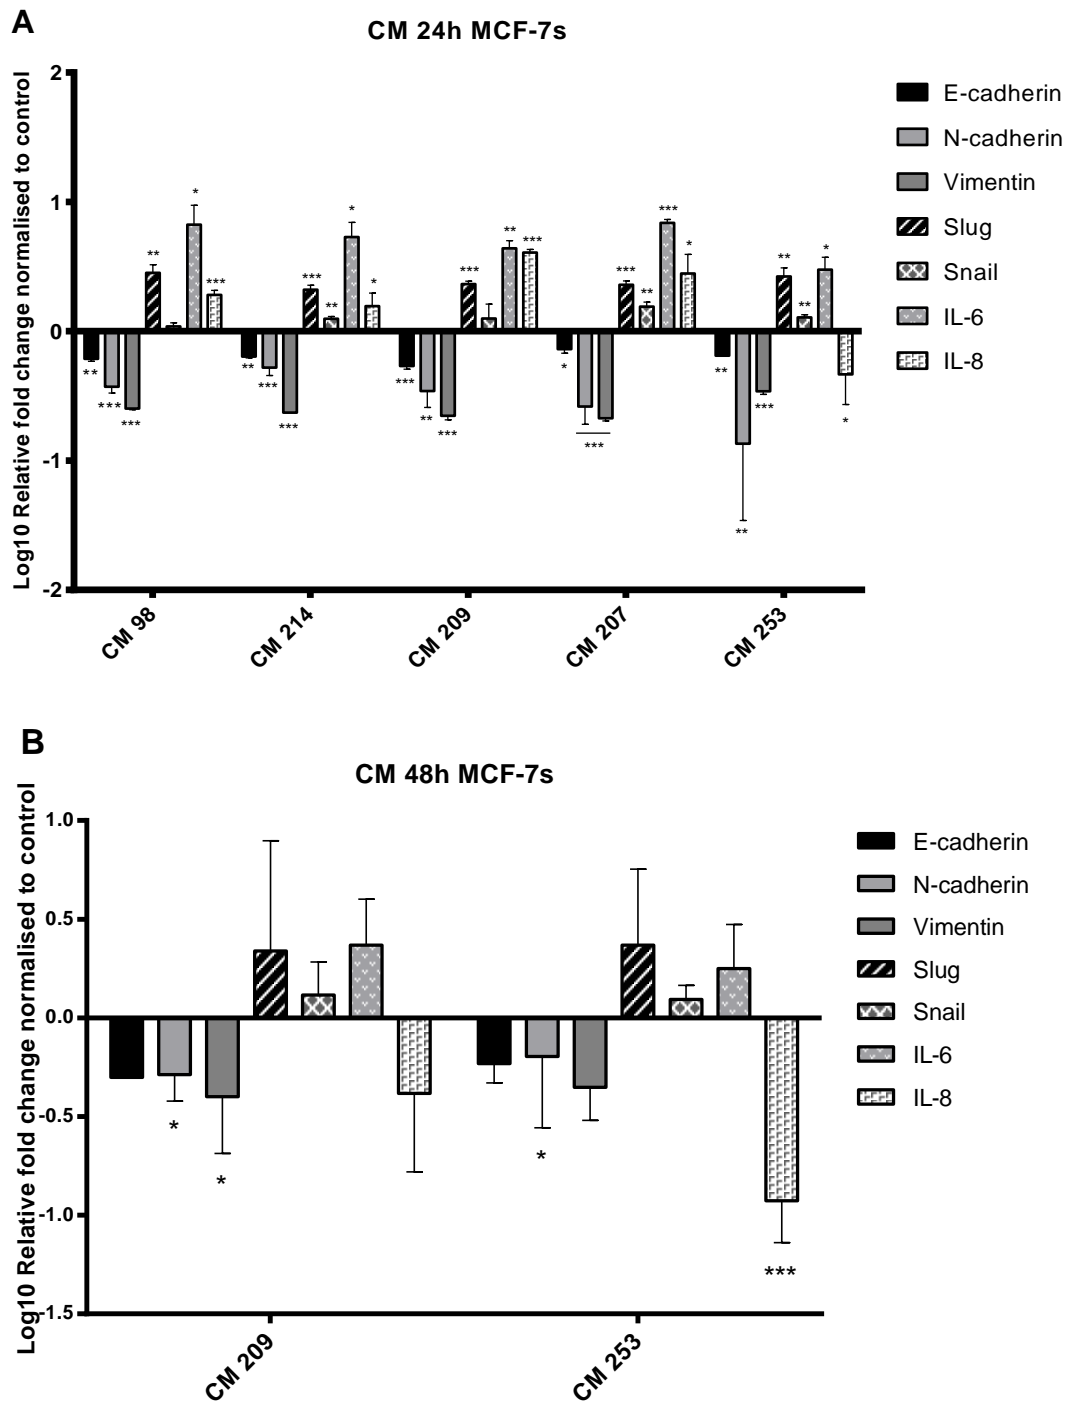 A
CM 24h MCF-7s
Log10 Relative fold change normalised to control
2
1
0
-1
-2
** *** *** ** * ***
** *** *** *** ** * *
*** ** *** *** ** ***
* *** *** ** *** *
** ** *** ** ** * *
CM 98
CM 214
CM 209
CM 207
CM 253
E-cadherin
N-cadherin
Vimentin
Slug
Snail
IL-6
IL-8
B
CM 48h MCF-7s
Log10 Relative fold change normalised to control
1.0
0.5
0.0
-0.5
-1.0
-1.5
*
*
*
***
CM 209
CM 253
E-cadherin
N-cadherin
Vimentin
Slug
Snail
IL-6
IL-8